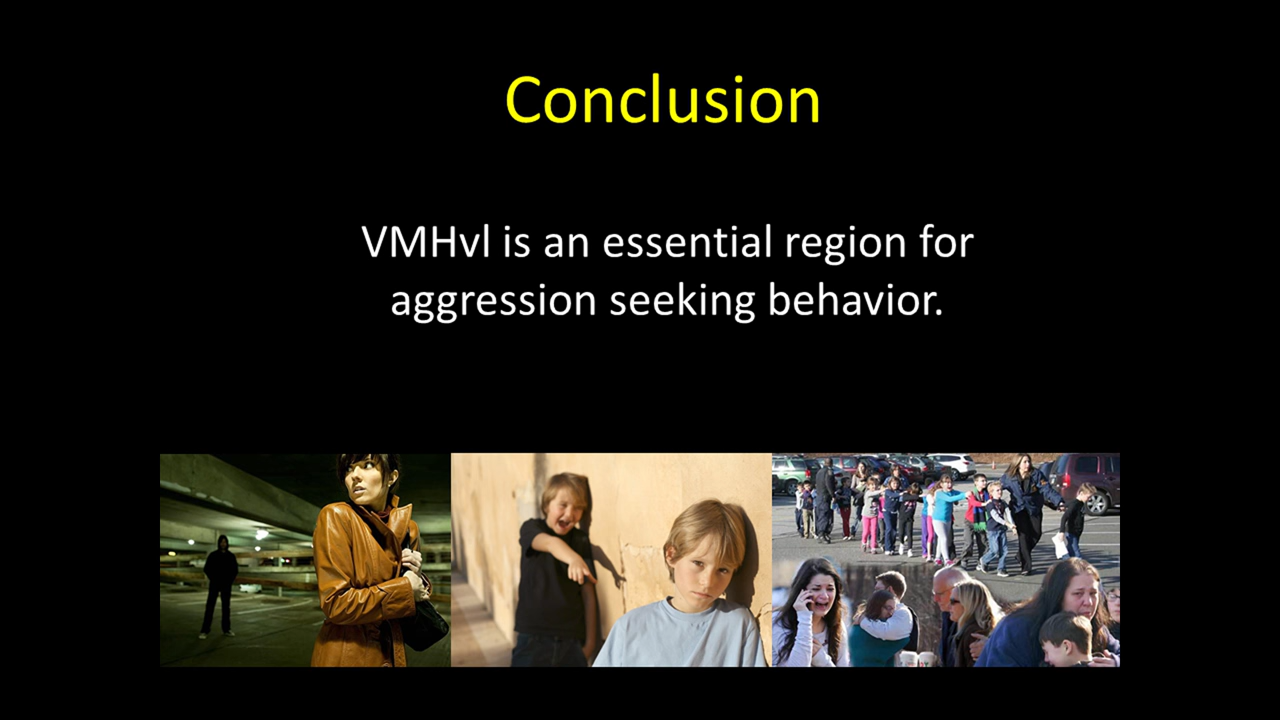 Conclusion
VMHvl is an essential region for
aggression seeking behavior.